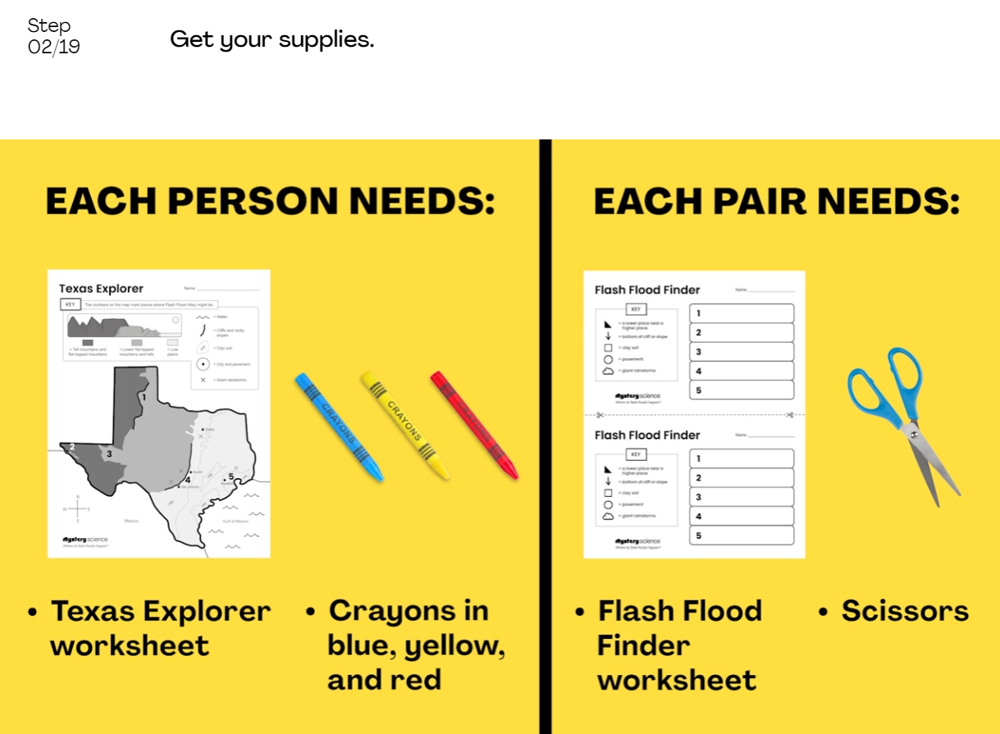 Step
02/19
Get your supplies.
EACH PERSON NEEDS:
Texas Explorer
Name:
KEY
The numbers on the map mark places where Flash Flood Alley might be.
= Tall mountains and
flat-topped mountains
= Lower flat-topped
mountains and hills
= Low
plains
= Water
= Cliffs and rocky
slopes
= Clay soil
= City and pavement
= Giant rainstorms
1
2
3
4
5
Dallas
Austin
San Antonio
Houston
N
W
E
S
Mexico
Gulf of Mexico
Mystery science
Where do flash floods happen?
CRAYONS
CRAYONS
CRAYONS
• Texas Explorer
worksheet
• Crayons in
blue, yellow,
and red
EACH PAIR NEEDS:
Flash Flood Finder
Name:
KEY
= a lower place near a
higher place
= bottom of cliff or slope
= clay soil
= pavement
= giant rainstorms
1
2
3
4
5
Mystery science
Where do flash floods happen?
Flash Flood Finder
Name:
KEY
= a lower place near a
higher place
= bottom of cliff or slope
= clay soil
= pavement
= giant rainstorms
1
2
3
4
5
Mystery science
Where do flash floods happen?
• Flash Flood
Finder
worksheet
• Scissors